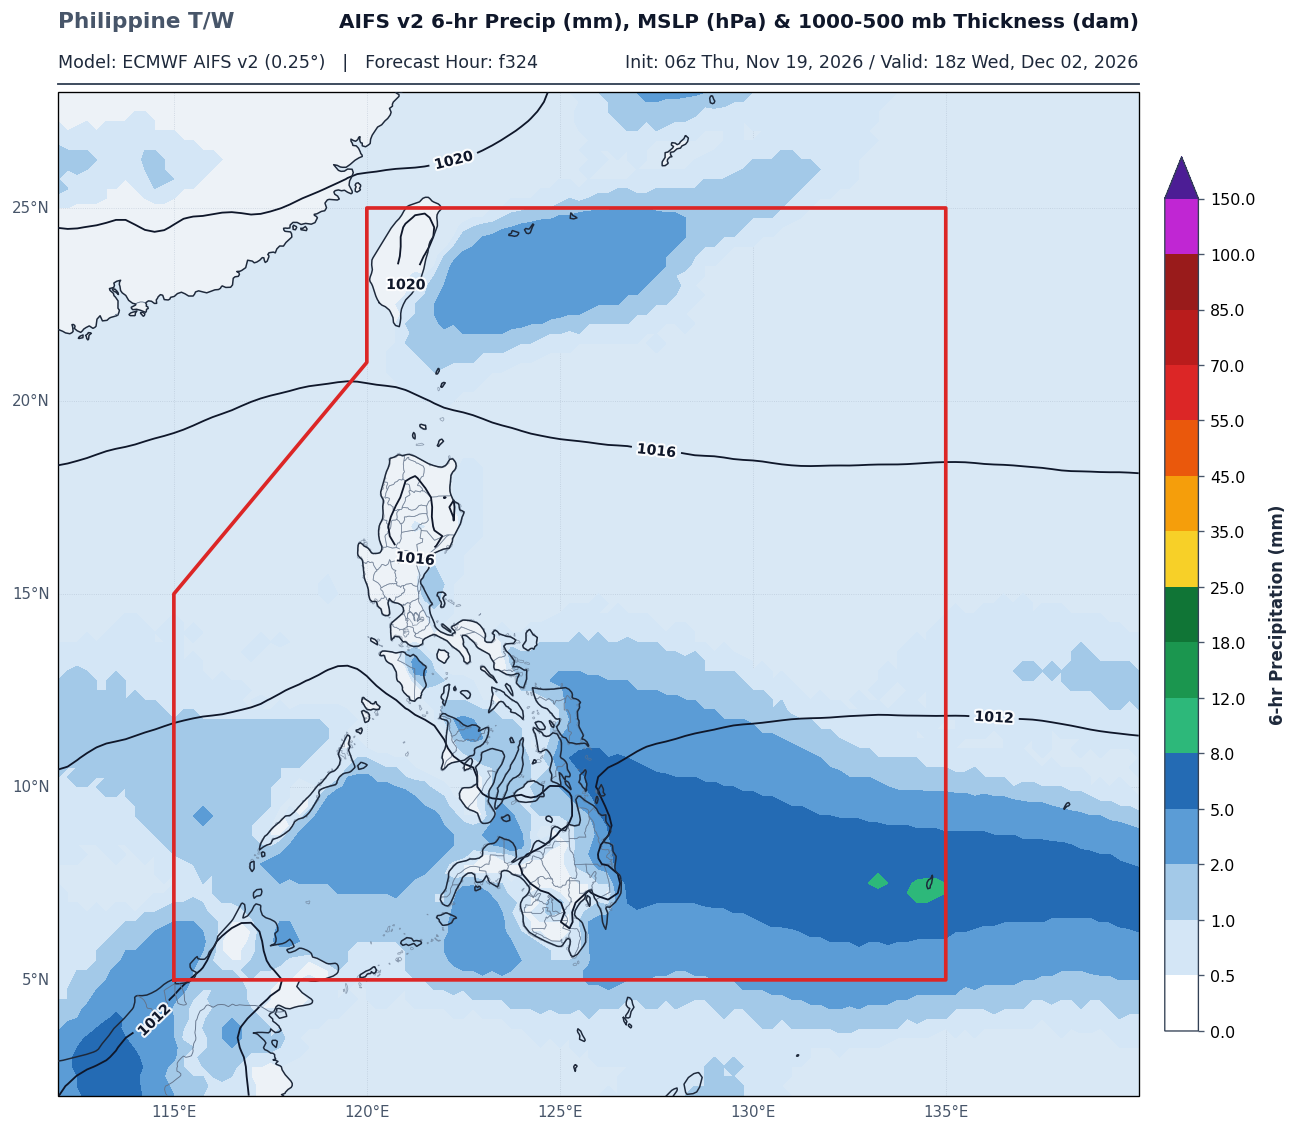 Philippine T/W
AIFS v2 6-hr Precip (mm), MSLP (hPa) & 1000-500 mb Thickness (dam)
Model: ECMWF AIFS v2 (0.25°) | Forecast Hour: f324
Init: 06z Thu, Nov 19, 2026 / Valid: 18z Wed, Dec 02, 2026
1020
1020
1016
1016
1012
1012
25°N
20°N
15°N
10°N
5°N
115°E
120°E
125°E
130°E
135°E
150.0
100.0
85.0
70.0
55.0
45.0
35.0
25.0
18.0
12.0
8.0
5.0
2.0
1.0
0.5
0.0
6-hr Precipitation (mm)